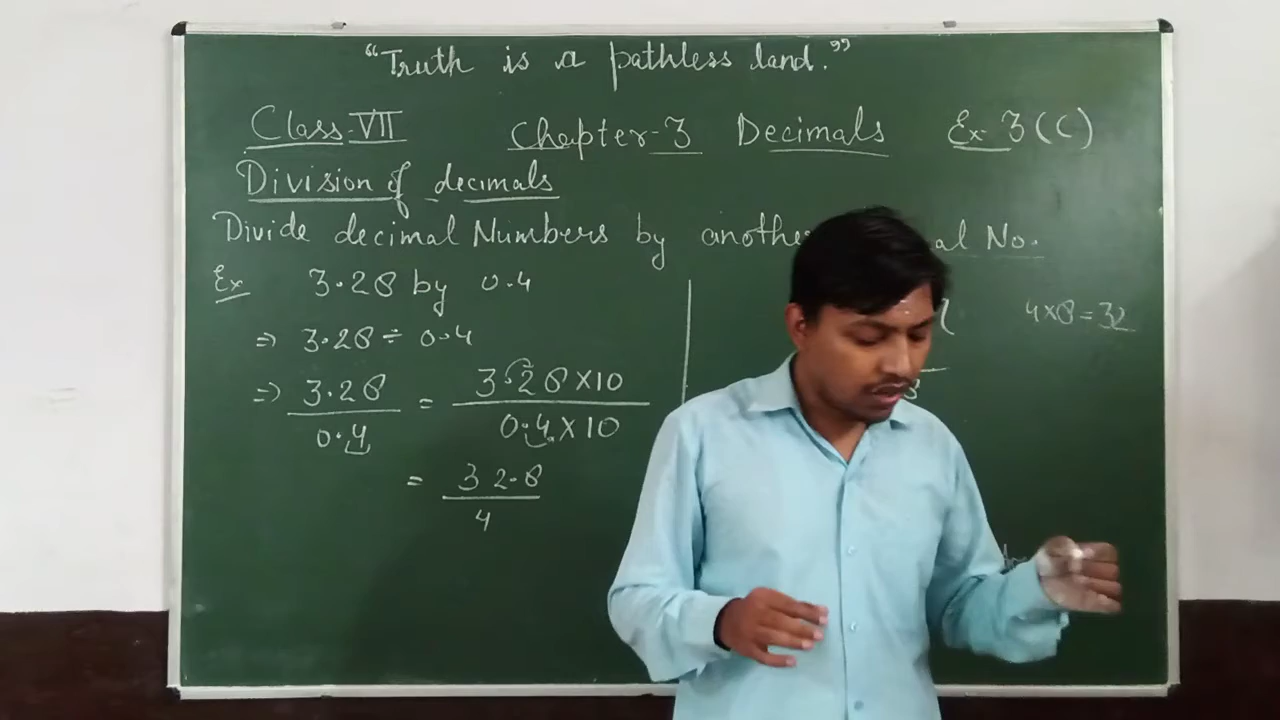 "Truth is a pathless land."
Class-VII Chapter-3 Decimals Ex-3(C)
Division of decimals
Divide decimal Numbers by another al No.
Ex 3.28 by 0.4
⇒ 3.28 ÷ 0.4
⇒ 3.28/0.4 = 3.28×10/0.4×10
= 32.8/4
4×8=32